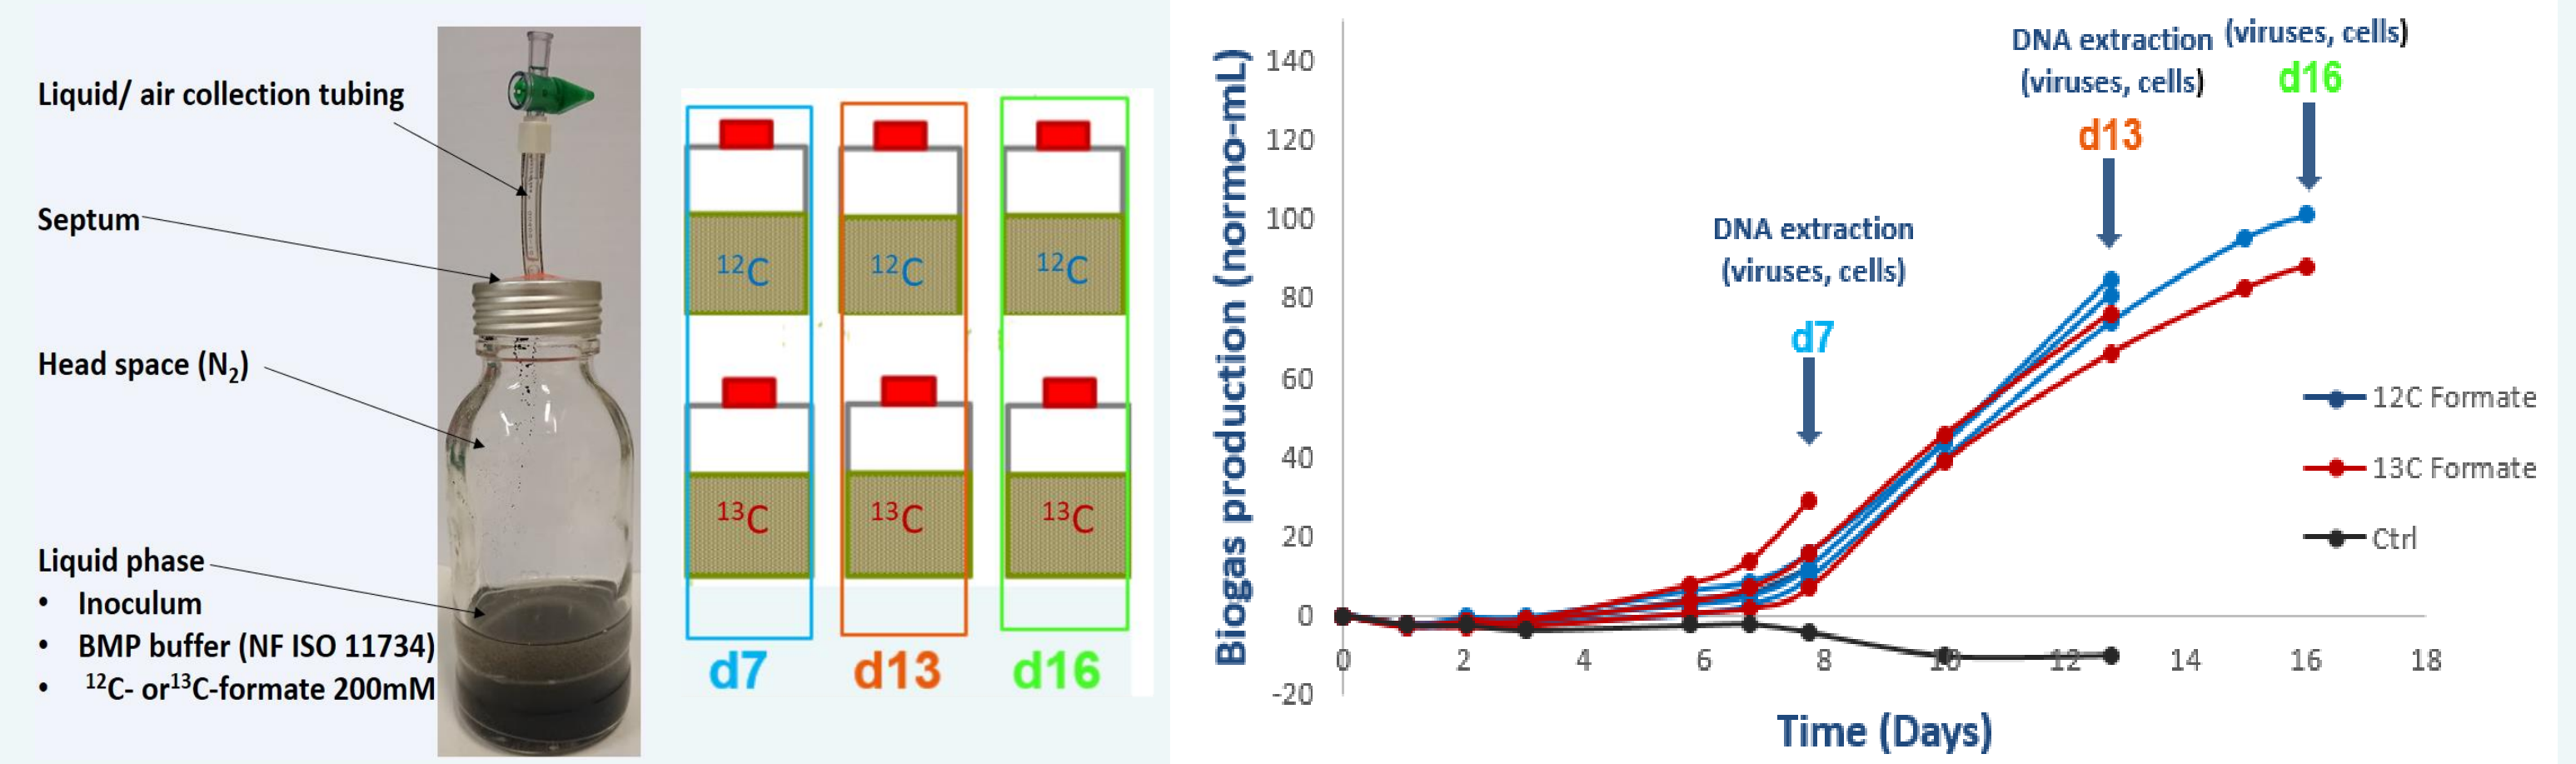 Liquid/ air collection tubing
Septum
Head space (N₂)
Liquid phase
• Inoculum
• BMP buffer (NF ISO 11734)
• ¹²C- or¹³C-formate 200mM
¹²C ¹²C ¹²C
¹³C ¹³C ¹³C
d7 d13 d16
Biogas production (normo-mL)
140
120
100
80
60
40
20
0
-20
DNA extraction
(viruses, cells)
d7
DNA extraction
(viruses, cells)
d13
(viruses, cells)
d16
12C Formate
13C Formate
Ctrl
0 2 4 6 8 10 12 14 16 18
Time (Days)